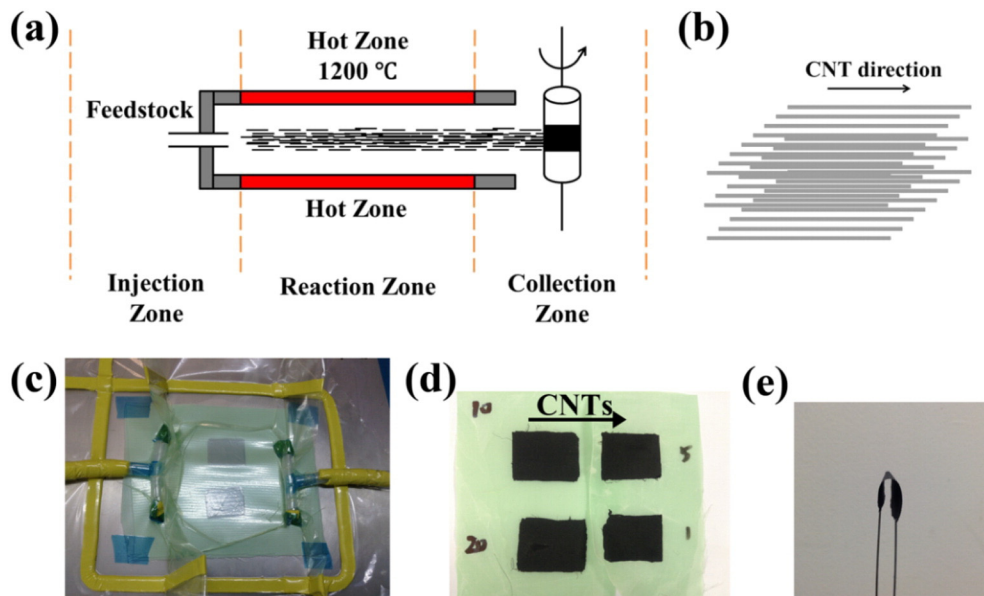 (a)
Hot Zone
1200 ℃
Feedstock
Hot Zone
Injection
Zone
Reaction Zone
Collection
Zone
(b)
CNT direction
(c)
(d)
10
CNTs
5
20
1
(e)